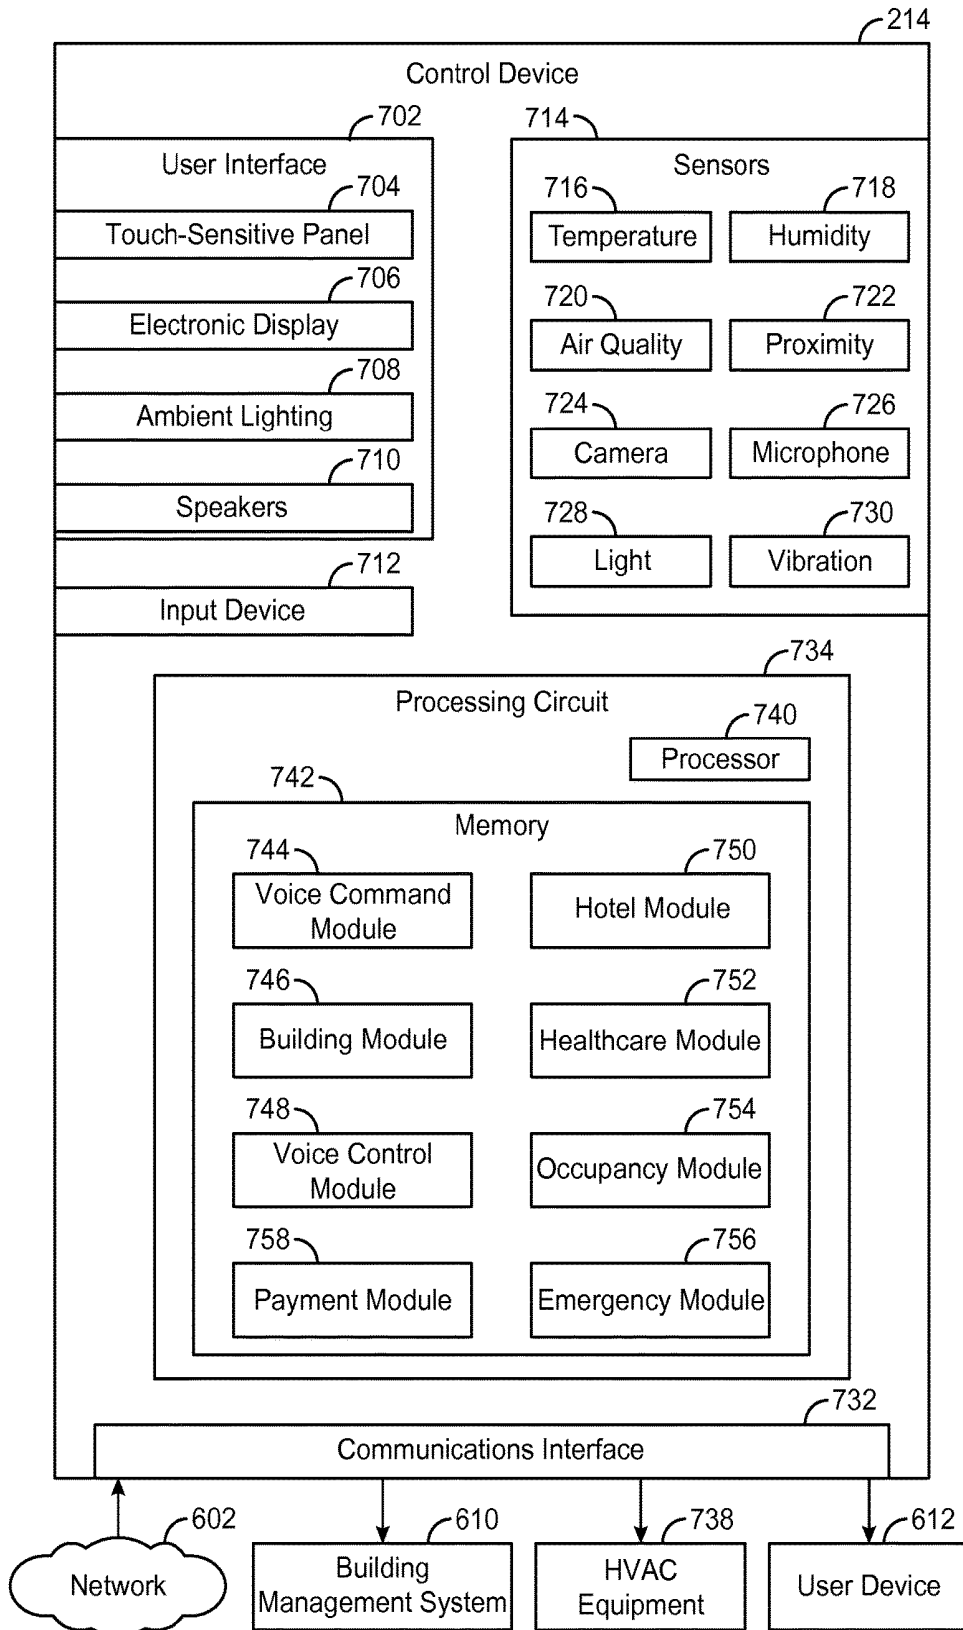 214
Control Device
702
User Interface
704
Touch-Sensitive Panel
706
Electronic Display
708
Ambient Lighting
710
Speakers
712
Input Device
714
Sensors
716
Temperature
718
Humidity
720
Air Quality
722
Proximity
724
Camera
726
Microphone
728
Light
730
Vibration
734
Processing Circuit
740
Processor
742
Memory
744
Voice Command
Module
750
Hotel Module
746
Building Module
752
Healthcare Module
748
Voice Control
Module
754
Occupancy Module
758
Payment Module
756
Emergency Module
732
Communications Interface
602
Network
610
Building
Management System
738
HVAC
Equipment
612
User Device